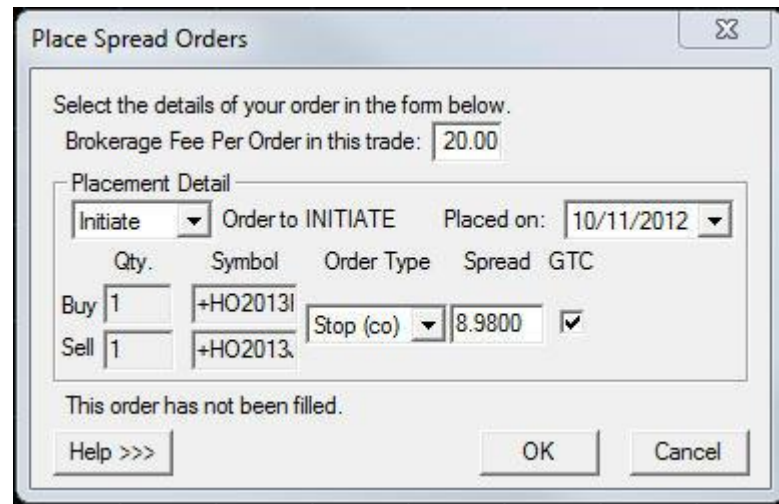 Place Spread Orders
Select the details of your order in the form below.
Brokerage Fee Per Order in this trade: 20.00
Placement Detail
Initiate Order to INITIATE Placed on: 10/11/2012
Qty. Symbol Order Type Spread GTC
Buy 1 +HO2013
Stop (co) 8.9800
Sell 1 +HO2013
This order has not been filled.
Help >>> OK Cancel